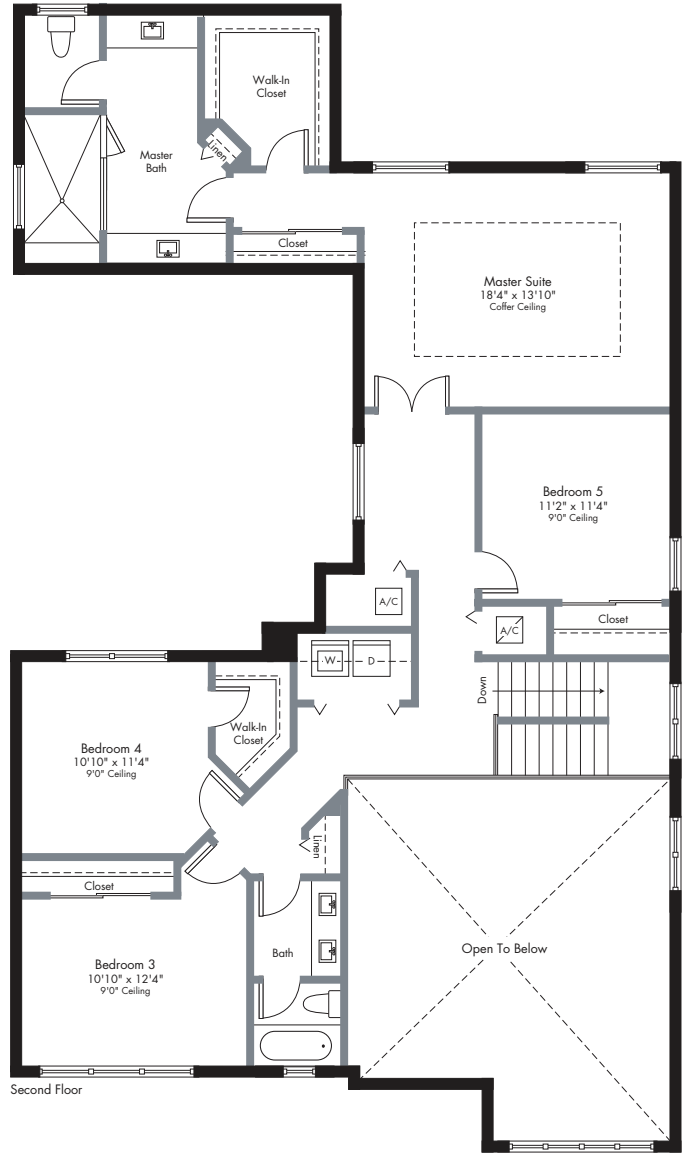 Walk-In
Closet
Linen
Master
Bath
Closet
Master Suite
18'4" x 13'10"
Coffer Ceiling
Bedroom 5
11'2" x 11'4"
9'0" Ceiling
A/C
Closet
A/C
W
D
Down
Walk-In
Closet
Bedroom 4
10'10" x 11'4"
9'0" Ceiling
Linen
Closet
Bath
Open To Below
Bedroom 3
10'10" x 12'4"
9'0" Ceiling
Second Floor